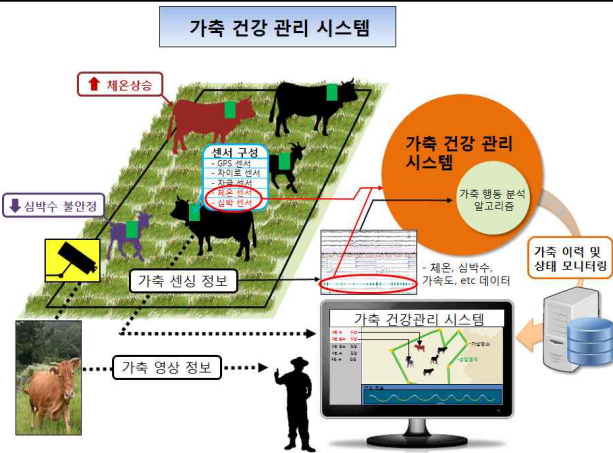 가축 건강 관리 시스템
체온상승
센서 구성
- GPS 센서
- 자이로 센서
- 자금 센서
- 체온 센서
- 심박 센서
심박수 불안정
가축 건강 관리
시스템
가축 행동 분석
알고리즘
가축 센싱 정보
- 체온, 심박수,
가속도, etc 데이터
가축 이력 및
상태 모니터링
가축 영상 정보
가축 건강관리 시스템